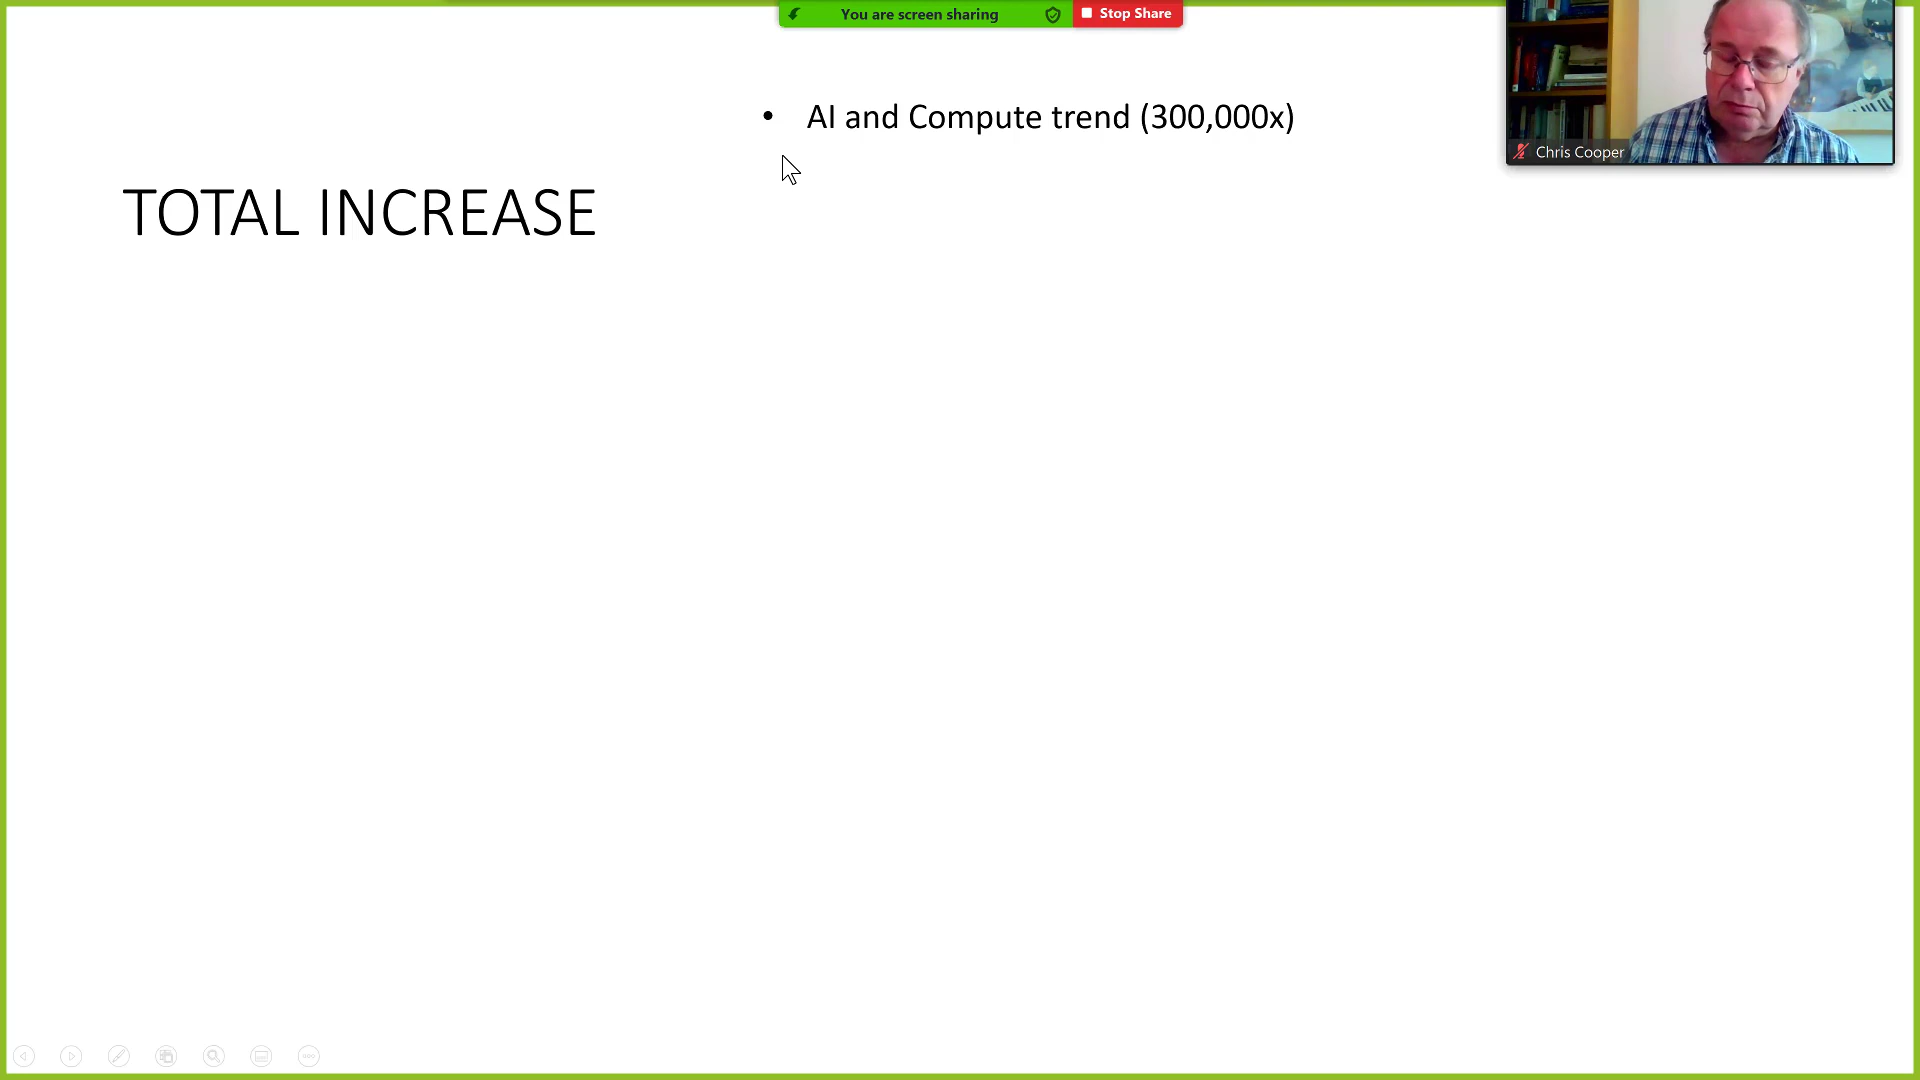 You are screen sharing
Stop Share
• AI and Compute trend (300,000x)
Chris Cooper
TOTAL INCREASE